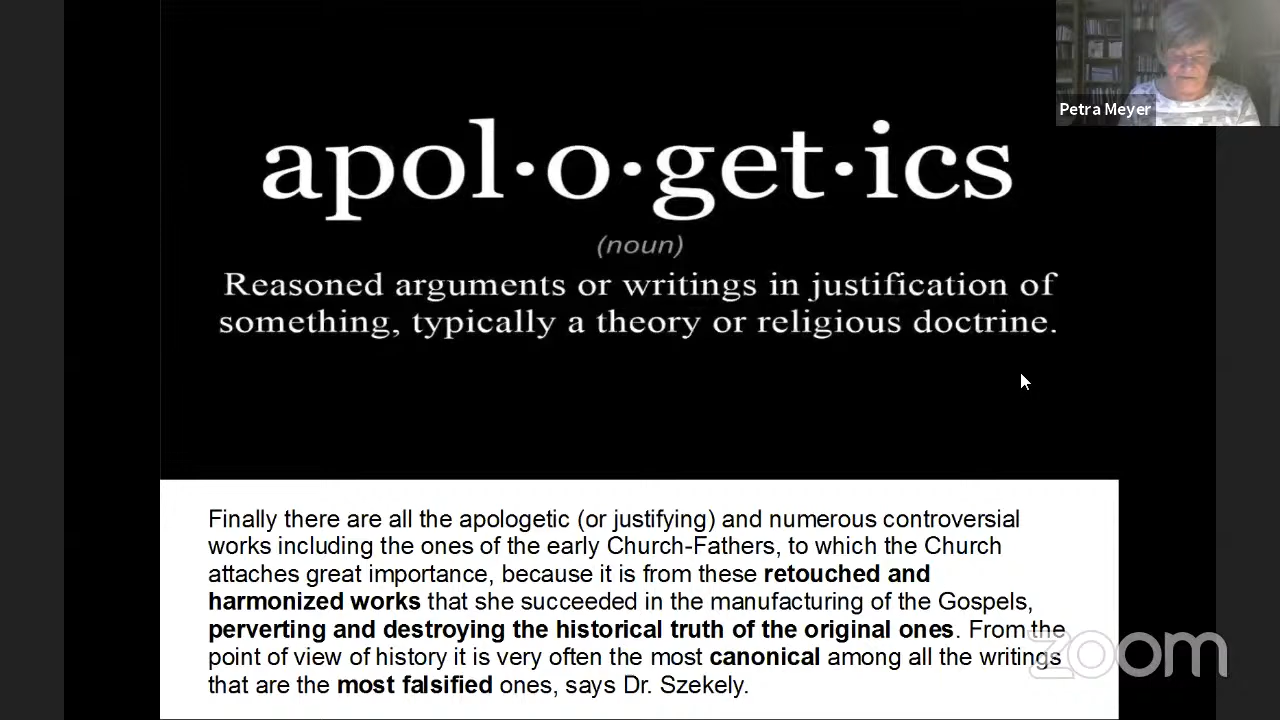 Petra Meyer
apol·o·get·ics
(noun)
Reasoned arguments or writings in justification of
something, typically a theory or religious doctrine.
Finally there are all the apologetic (or justifying) and numerous controversial
works including the ones of the early Church-Fathers, to which the Church
attaches great importance, because it is from these retouched and
harmonized works that she succeeded in the manufacturing of the Gospels,
perverting and destroying the historical truth of the original ones. From the
point of view of history it is very often the most canonical among all the writings
that are the most falsified ones, says Dr. Szekely.
zoom